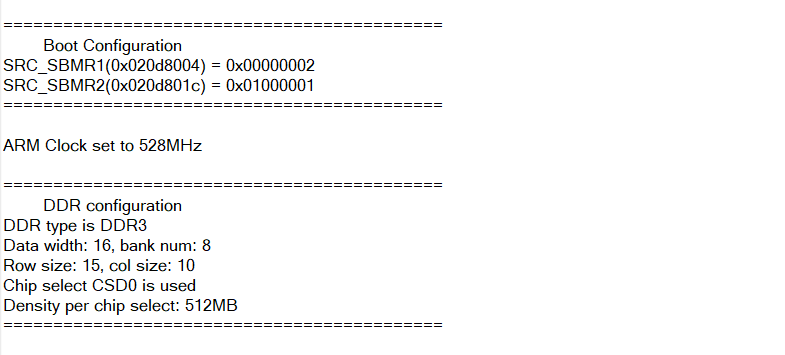 ============================================
Boot Configuration
SRC_SBMR1(0x020d8004) = 0x00000002
SRC_SBMR2(0x020d801c) = 0x01000001
============================================
ARM Clock set to 528MHz
============================================
DDR configuration
DDR type is DDR3
Data width: 16, bank num: 8
Row size: 15, col size: 10
Chip select CSD0 is used
Density per chip select: 512MB
============================================